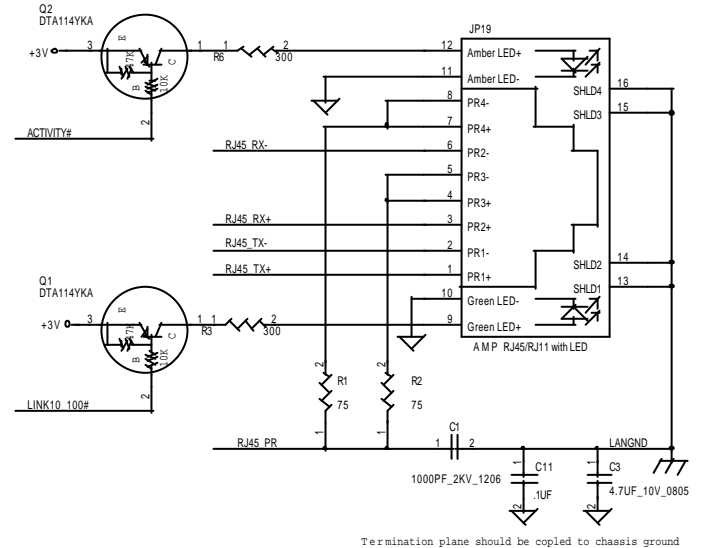 Q2
DTA114YKA
JP19
+3V
3
E
47K
B
10K
C
1
1
R6
2
300
12
Amber LED+
11
Amber LED-
2
ACTIVITY#
8
PR4-
7
PR4+
RJ45_RX-
6
PR2-
5
PR3-
4
PR3+
RJ45_RX+
3
PR2+
RJ45_TX-
2
PR1-
RJ45_TX+
1
PR1+
10
Green LED-
9
Green LED+
SHLD4
16
SHLD3
15
SHLD2
14
SHLD1
13
AMP RJ45/RJ11 with LED
Q1
DTA114YKA
+3V
3
E
47K
B
10K
C
1
1
R3
2
300
2
LINK10_100#
2
R1
75
1
2
R2
75
1
RJ45_PR
C1
1
2
1000PF_2KV_1206
LANGND
1
C11
.1UF
2
1
C3
4.7UF_10V_0805
2
Termination plane should be copled to chassis ground